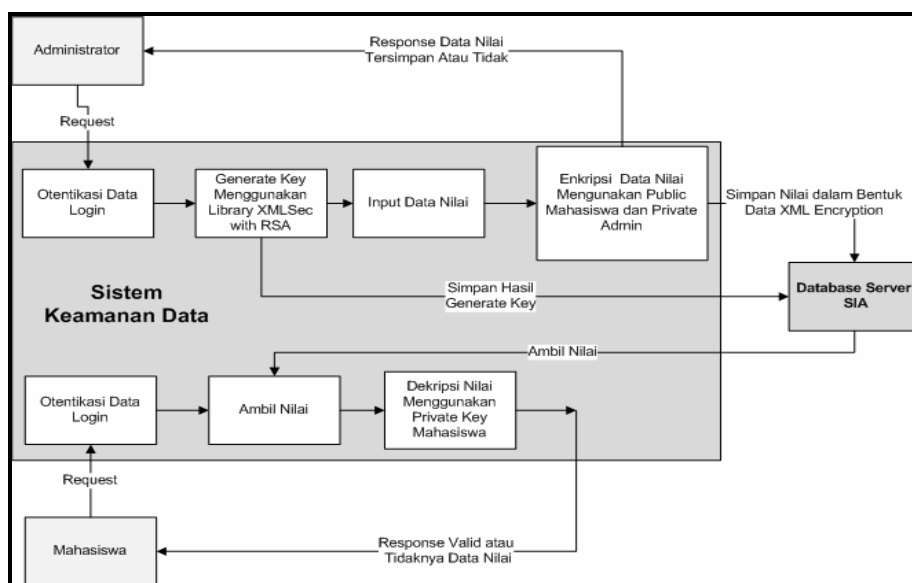 Administrator
Response Data Nilai
Tersimpan Atau Tidak
Request
Otentikasi Data
Login
Generate Key
Menggunakan
Library XMLSec
with RSA
Input Data Nilai
Enkripsi Data Nilai
Mengunakan Public
Mahasiswa dan Private
Admin
Simpan Nilai dalam Bentuk
Data XML Encryption
Sistem
Keamanan Data
Simpan Hasil
Generate Key
Database Server
SIA
Ambil Nilai
Otentikasi Data
Login
Ambil Nilai
Dekripsi Nilai
Menggunakan
Private Key
Mahasiswa
Request
Mahasiswa
Response Valid atau
Tidaknya Data Nilai